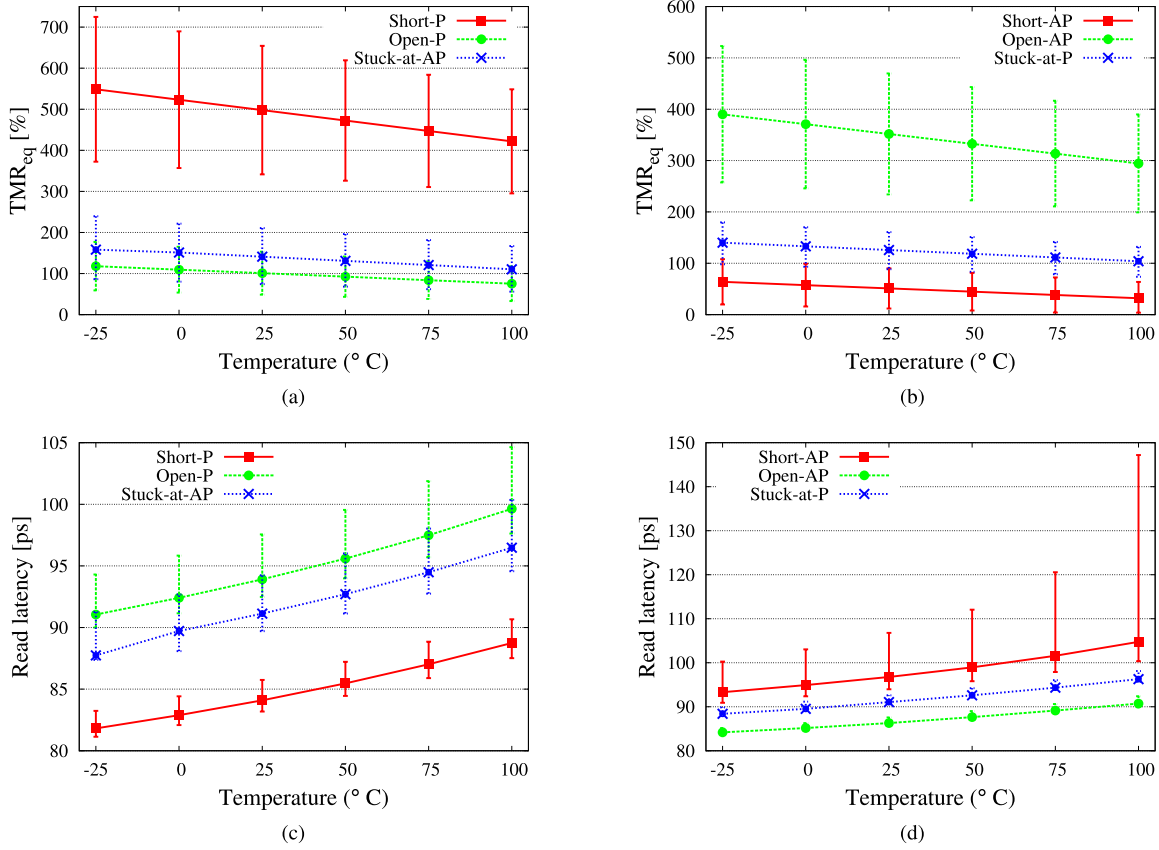 700
600
500
400
300
200
100
0
TMReq [%]
Short-P
Open-P
Stuck-at-AP
-25 0 25 50 75 100
Temperature (° C)
(a)
600
500
400
300
200
100
0
TMReq [%]
Short-AP
Open-AP
Stuck-at-P
-25 0 25 50 75 100
Temperature (° C)
(b)
105
100
95
90
85
80
Read latency [ps]
Short-P
Open-P
Stuck-at-AP
-25 0 25 50 75 100
Temperature (° C)
(c)
150
140
130
120
110
100
90
80
Read latency [ps]
Short-AP
Open-AP
Stuck-at-P
-25 0 25 50 75 100
Temperature (° C)
(d)